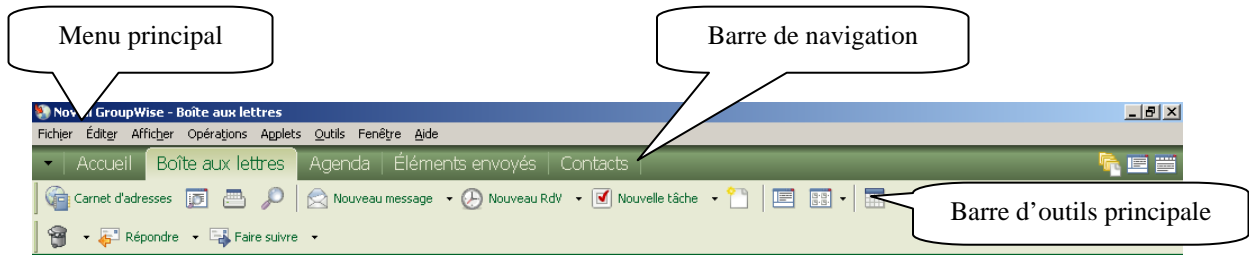 Menu principal
Barre de navigation
GroupWise - Boîte aux lettres
Fichier Éditer Afficher Opérations Applets Outils Fenêtre Aide
Accueil Boîte aux lettres Agenda Éléments envoyés Contacts
Carnet d'adresses Nouveau message Nouveau RdV Nouvelle tâche
Barre d'outils principale
Répondre Faire suivre